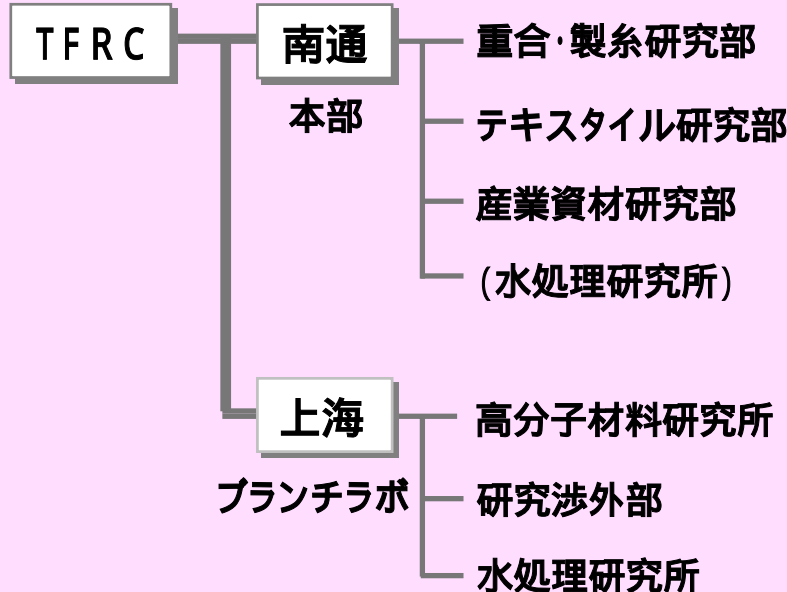 TFRC
南通
本部
重合・製糸研究部
テキスタイル研究部
産業資材研究部
(水処理研究所)
上海
ブランチラボ
高分子材料研究所
研究渉外部
水処理研究所